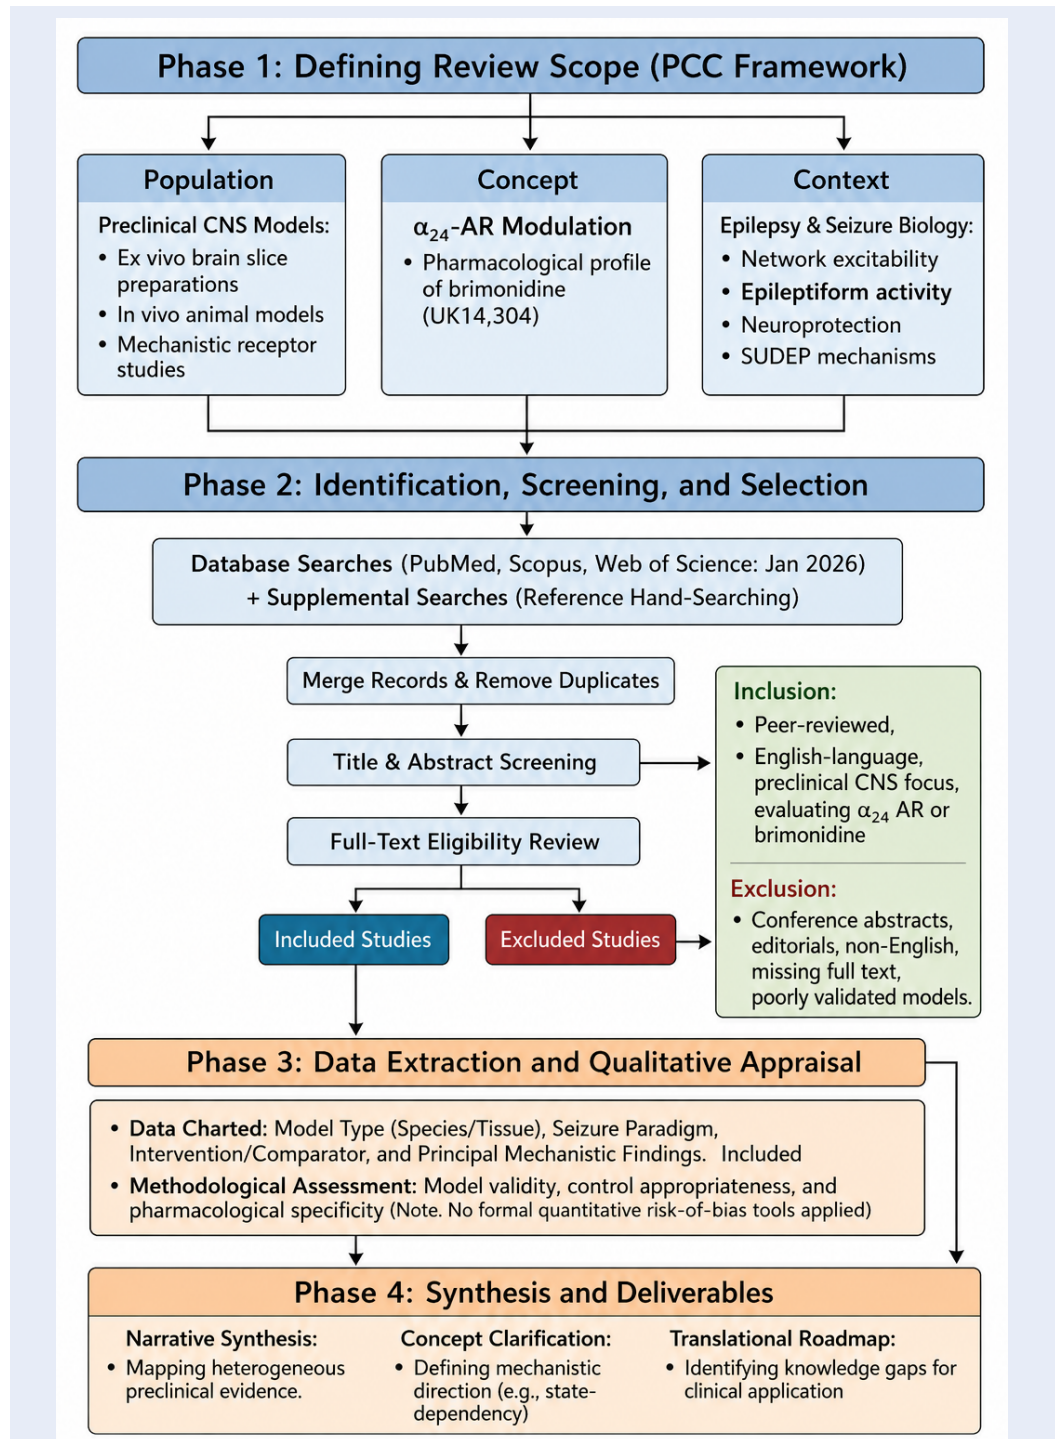 Phase 1: Defining Review Scope (PCC Framework)
Population
Preclinical CNS Models:
• Ex vivo brain slice
preparations
• In vivo animal models
• Mechanistic receptor
studies
Concept
α₂₄-AR Modulation
• Pharmacological profile
of brimonidine
(UK14,304)
Context
Epilepsy & Seizure Biology:
• Network excitability
• Epileptiform activity
• Neuroprotection
• SUDEP mechanisms
Phase 2: Identification, Screening, and Selection
Database Searches (PubMed, Scopus, Web of Science: Jan 2026)
+ Supplemental Searches (Reference Hand-Searching)
Merge Records & Remove Duplicates
Title & Abstract Screening
Full-Text Eligibility Review
Included Studies
Excluded Studies
Inclusion:
• Peer-reviewed,
• English-language,
preclinical CNS focus,
evaluating α₂₄ AR or
brimonidine
Exclusion:
• Conference abstracts,
editorials, non-English,
missing full text,
poorly validated models.
Phase 3: Data Extraction and Qualitative Appraisal
• Data Charted: Model Type (Species/Tissue), Seizure Paradigm,
Intervention/Comparator, and Principal Mechanistic Findings. Included
• Methodological Assessment: Model validity, control appropriateness, and
pharmacological specificity (Note. No formal quantitative risk-of-bias tools applied)
Phase 4: Synthesis and Deliverables
Narrative Synthesis:
• Mapping heterogeneous
preclinical evidence.
Concept Clarification:
• Defining mechanistic
direction (e.g., state-
dependency)
Translational Roadmap:
• Identifying knowledge gaps for
clinical application